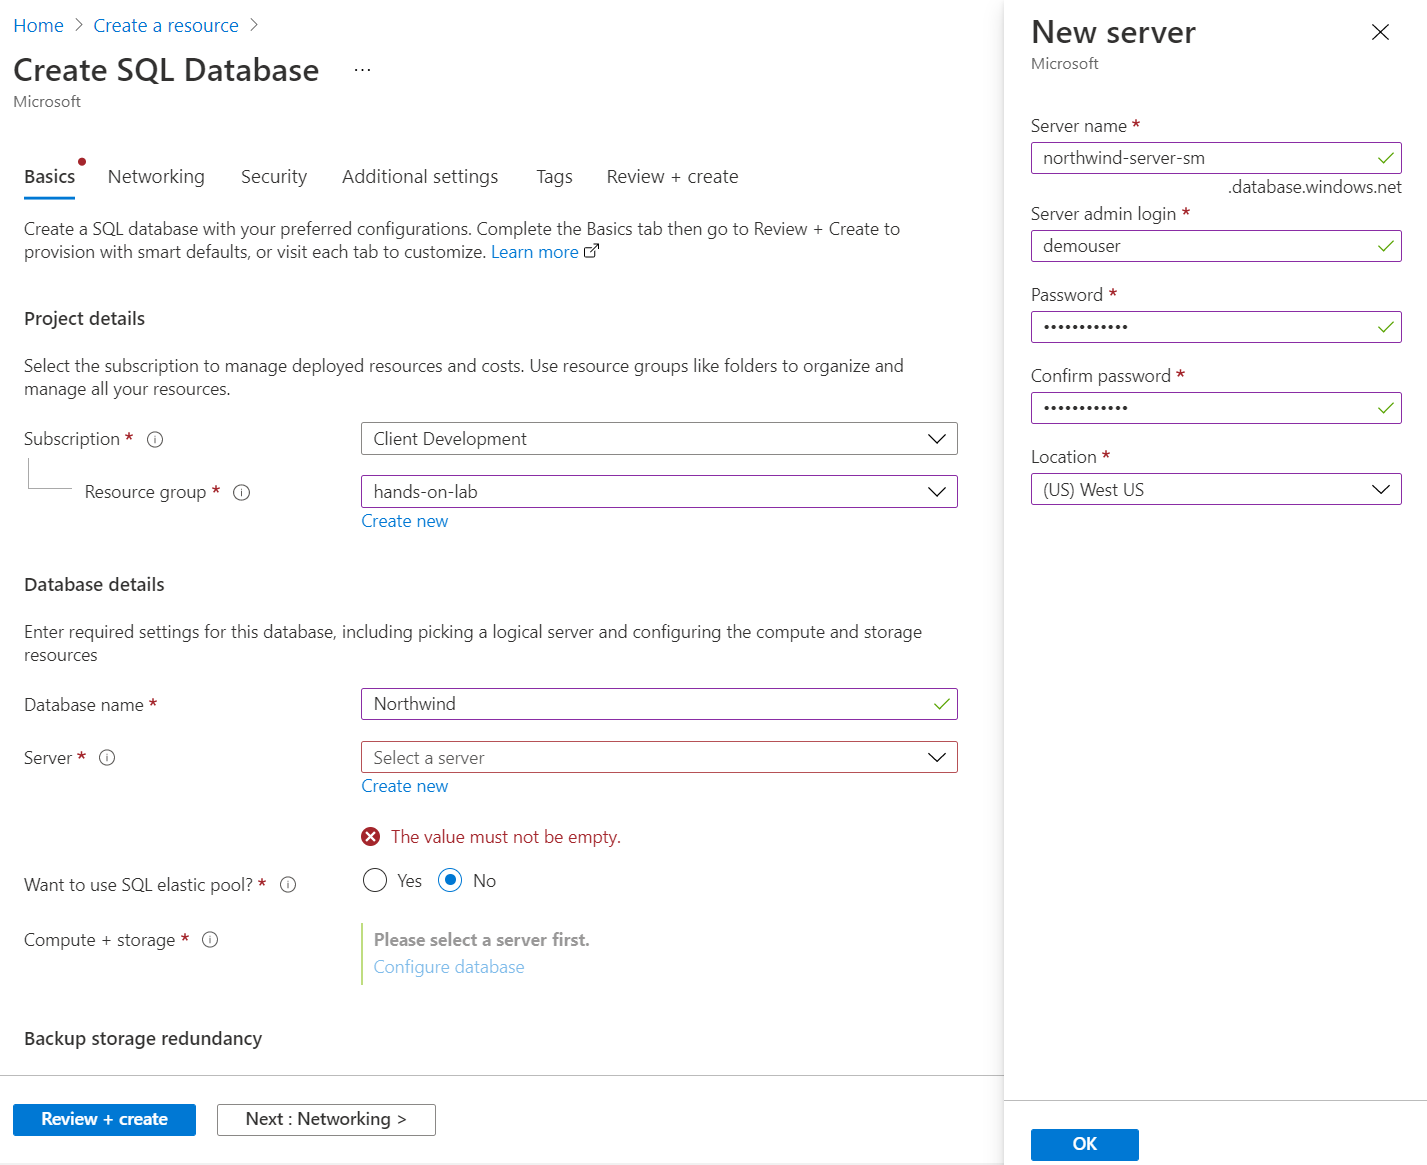 Home > Create a resource >
Create SQL Database ...
Microsoft
Basics Networking Security Additional settings Tags Review + create
Create a SQL database with your preferred configurations. Complete the Basics tab then go to Review + Create to
provision with smart defaults, or visit each tab to customize. Learn more
Project details
Select the subscription to manage deployed resources and costs. Use resource groups like folders to organize and
manage all your resources.
Subscription * Client Development
Resource group * hands-on-lab
Create new
Database details
Enter required settings for this database, including picking a logical server and configuring the compute and storage
resources
Database name * Northwind
Server * Select a server
Create new
The value must not be empty.
Want to use SQL elastic pool? * Yes No
Compute + storage * Please select a server first.
Configure database
Backup storage redundancy
Review + create Next : Networking >
New server
Microsoft
Server name *
northwind-server-sm
.database.windows.net
Server admin login *
demouser
Password *
••••••••••••
Confirm password *
••••••••••••
Location *
(US) West US
OK